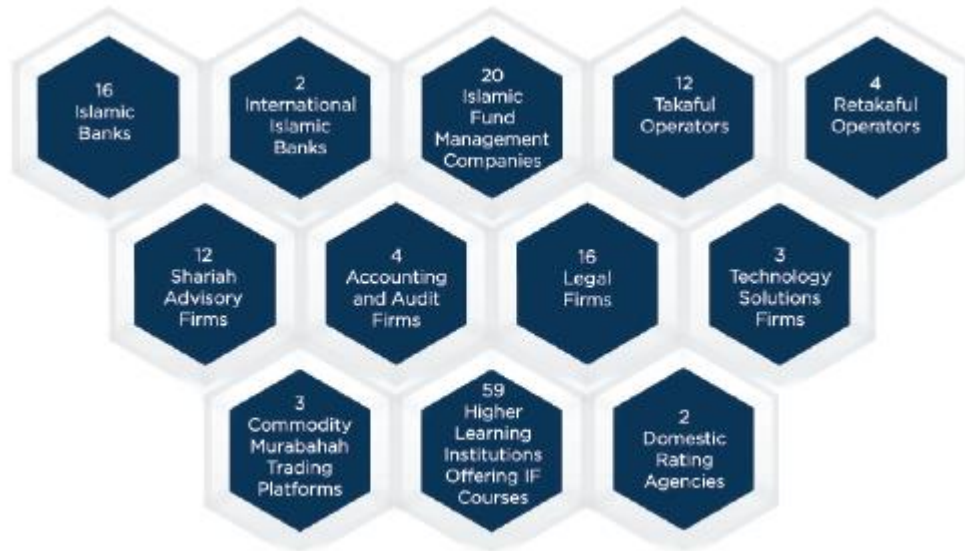 16
Islamic
Banks
2
International
Islamic
Banks
20
Islamic
Fund
Management
Companies
12
Takaful
Operators
4
Retakaful
Operators
12
Shariah
Advisory
Firms
4
Accounting
and Audit
Firms
16
Legal
Firms
3
Technology
Solutions
Firms
3
Commodity
Murabahah
Trading
Platforms
59
Higher
Learning
Institutions
Offering IF
Courses
2
Domestic
Rating
Agencies